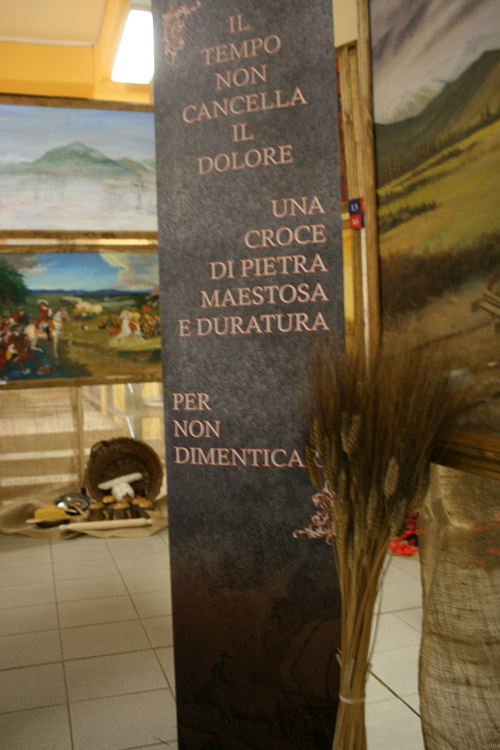 IL
TEMPO
NON
CANCELLA
IL
DOLORE
UNA
CROCE
DI PIETRA
MAESTOSA
E DURATURA
PER
NON
DIMENTICA